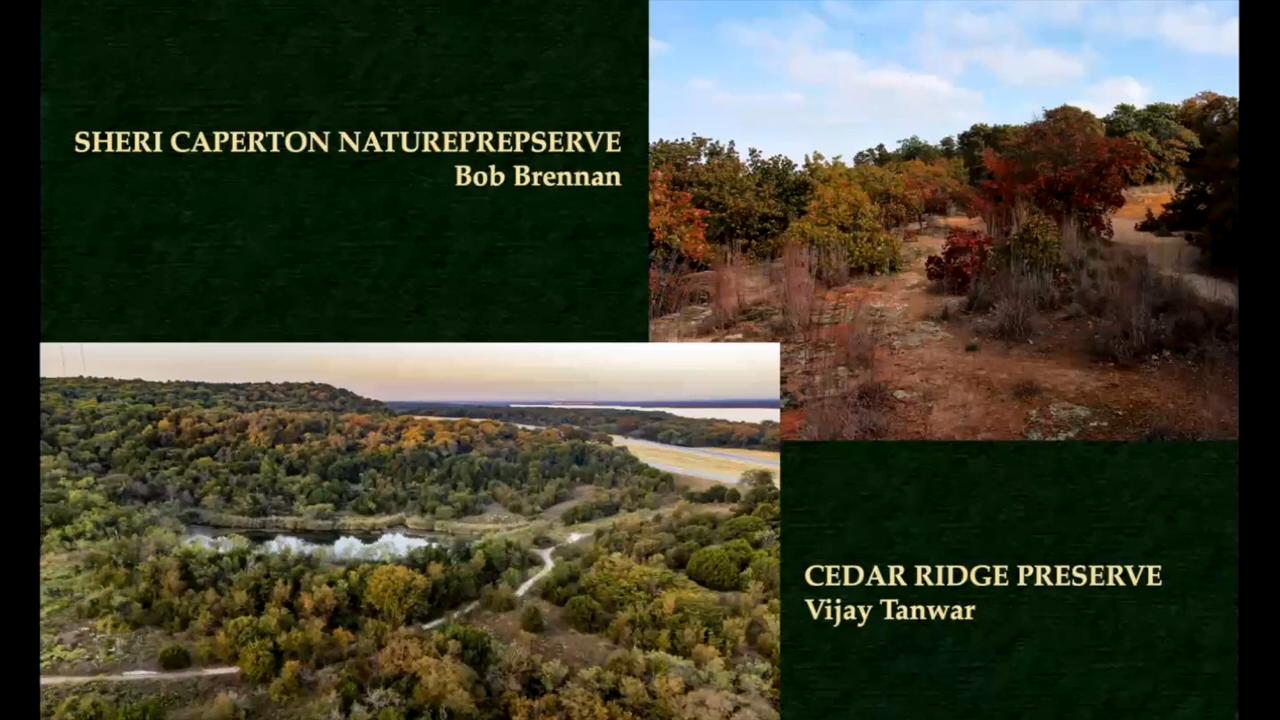 SHERI CAPERTON NATUREPREPSERVE
Bob Brennan
CEDAR RIDGE PRESERVE
Vijay Tanwar